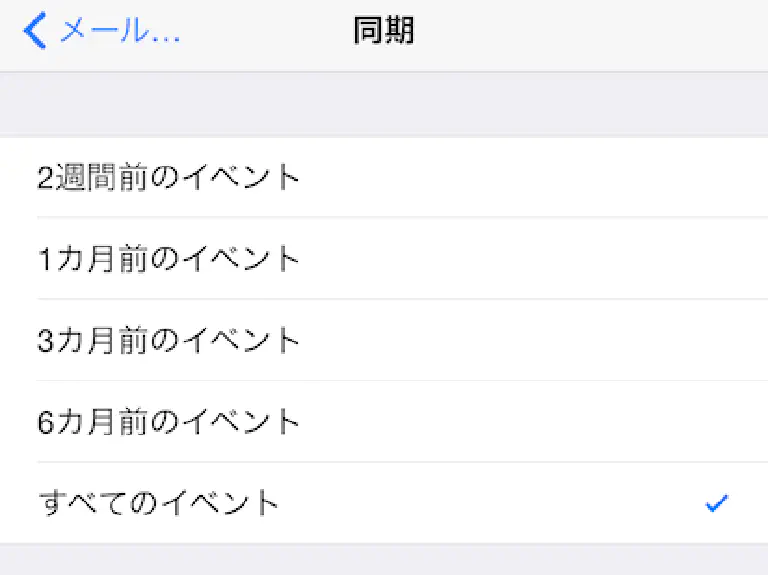 メール... 同期
2週間前のイベント
1カ月前のイベント
3カ月前のイベント
6カ月前のイベント
すべてのイベント